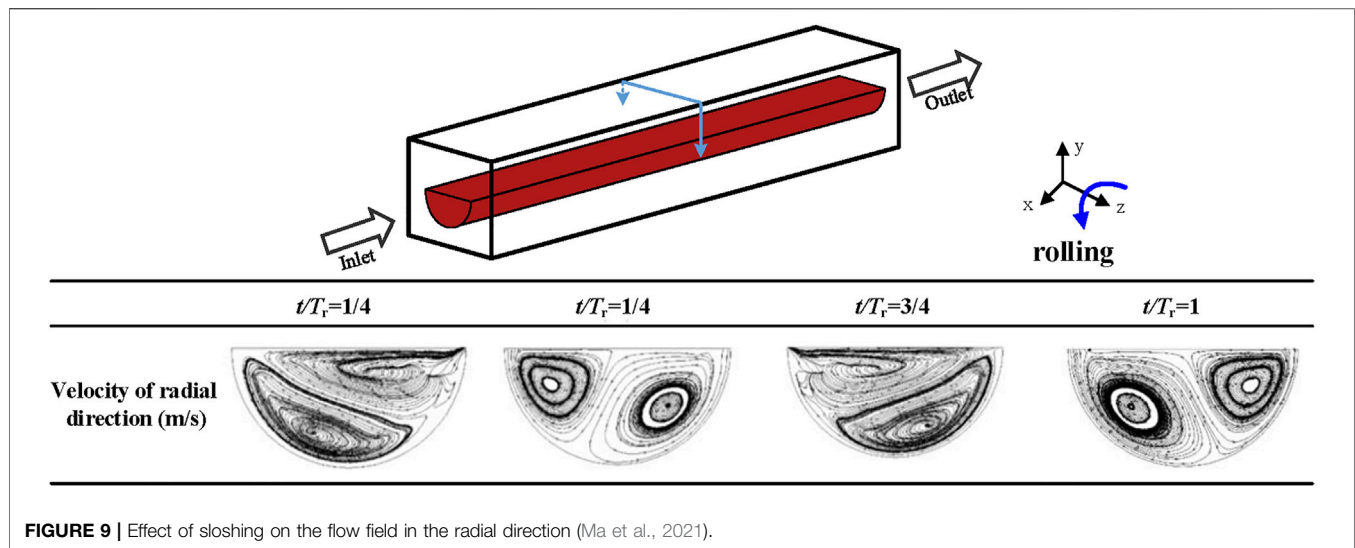 Outlet
y
x
z
Inlet
rolling
t/Tr=1/4
t/Tr=1/4
t/Tr=3/4
t/Tr=1
Velocity of radial
direction (m/s)
FIGURE 9 | Effect of sloshing on the flow field in the radial direction (Ma et al., 2021).